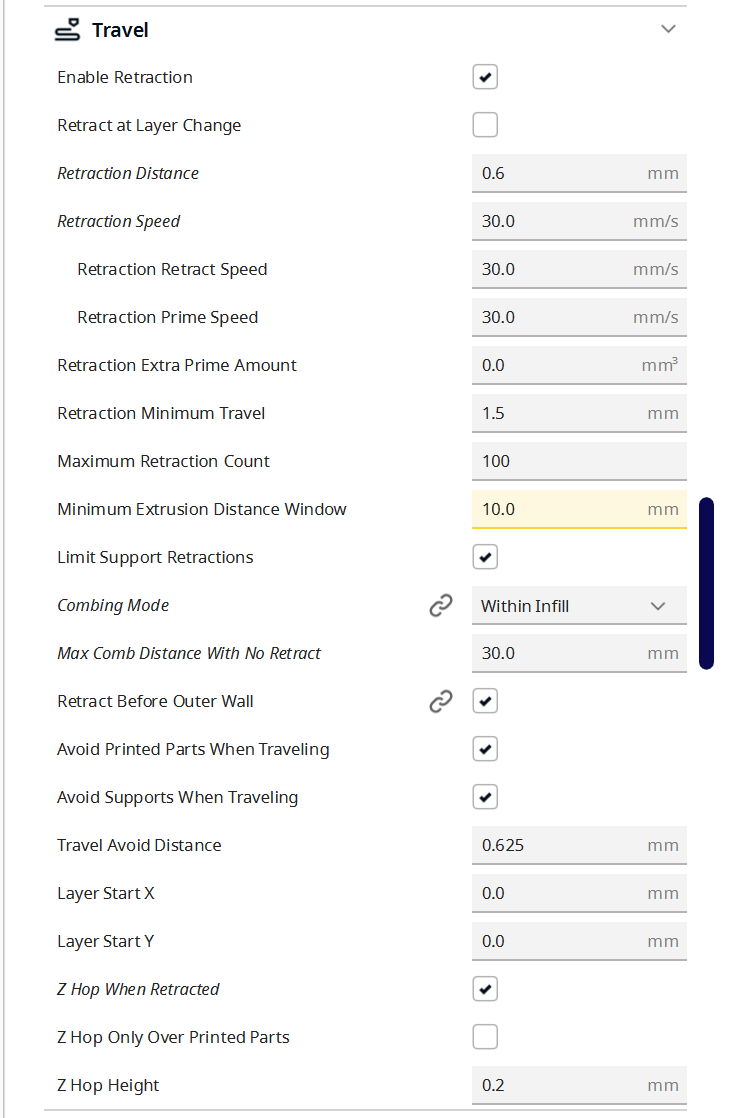 Travel
Enable Retraction
Retract at Layer Change
Retraction Distance 0.6 mm
Retraction Speed 30.0 mm/s
Retraction Retract Speed 30.0 mm/s
Retraction Prime Speed 30.0 mm/s
Retraction Extra Prime Amount 0.0 mm³
Retraction Minimum Travel 1.5 mm
Maximum Retraction Count 100
Minimum Extrusion Distance Window 10.0 mm
Limit Support Retractions
Combing Mode Within Infill
Max Comb Distance With No Retract 30.0 mm
Retract Before Outer Wall
Avoid Printed Parts When Traveling
Avoid Supports When Traveling
Travel Avoid Distance 0.625 mm
Layer Start X 0.0 mm
Layer Start Y 0.0 mm
Z Hop When Retracted
Z Hop Only Over Printed Parts
Z Hop Height 0.2 mm